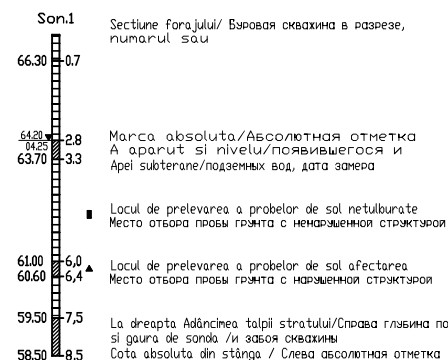 Son.1
Sectiune forajului/ Буровая скважина в разрезе,
numarul sau
66.30 0.7
64.20
04.25
2.8
63.70 3.3
Marca absoluta/Абсолютная отметка
A aparut si nivelu/появившегося и
Apei subterane/подземных вод, дата замера
Locul de prelevarea a probelor de sol netulburate
Место отбора пробы грунта с ненарушенной структурой
61.00 6,0
60.60 6,4
Locul de prelevarea a probelor de sol afectarea
Место отбора пробы грунта с нарушенной структурой
59.50 7,5
La dreapta Adâncimea talpii stratului/Справа глубина по
si gaura de sonda /и забоя скважины
58.50 8.5
Cota absoluta din stânga / Слева абсолютная отметка